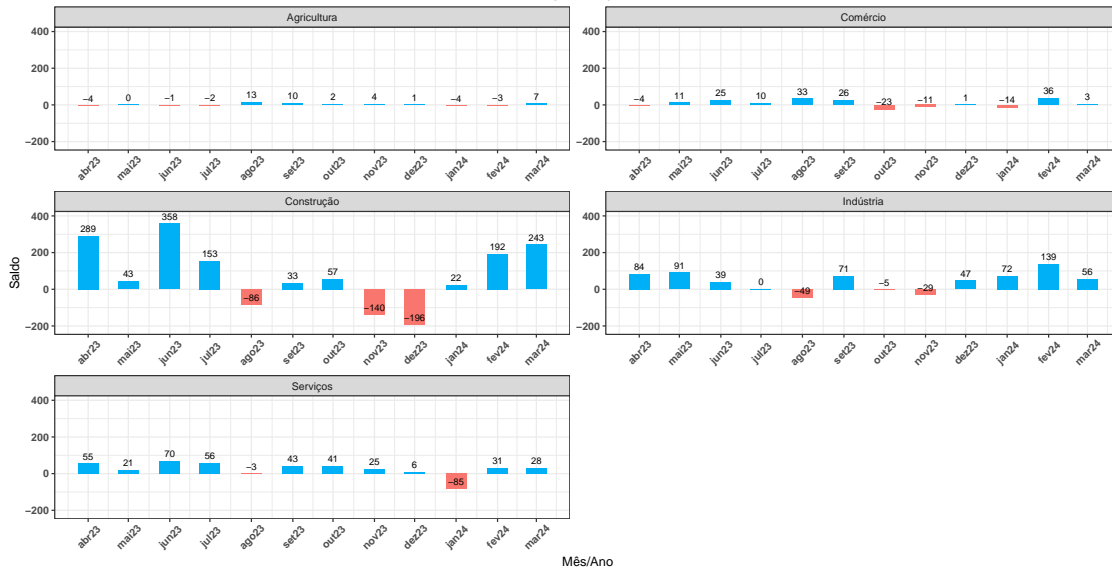 Agricultura
400
200
0
−200
−4 0 −1 −2 13 10 2 4 1 −4 −3 7
abr23 mai23 jun23 jul23 ago23 set23 out23 nov23 dez23 jan24 fev24 mar24
Comércio
400
200
0
−200
−4 11 25 10 33 26 −23 −11 1 −14 36 3
abr23 mai23 jun23 jul23 ago23 set23 out23 nov23 dez23 jan24 fev24 mar24
Saldo
Construção
400
200
0
−200
289 43 358 153 −86 33 57 −140 −196 22 192 243
abr23 mai23 jun23 jul23 ago23 set23 out23 nov23 dez23 jan24 fev24 mar24
Indústria
400
200
0
−200
84 91 39 0 −49 71 −5 −29 47 72 139 56
abr23 mai23 jun23 jul23 ago23 set23 out23 nov23 dez23 jan24 fev24 mar24
Serviços
400
200
0
−200
55 21 70 56 −3 43 41 25 6 −85 31 28
abr23 mai23 jun23 jul23 ago23 set23 out23 nov23 dez23 jan24 fev24 mar24
Mês/Ano